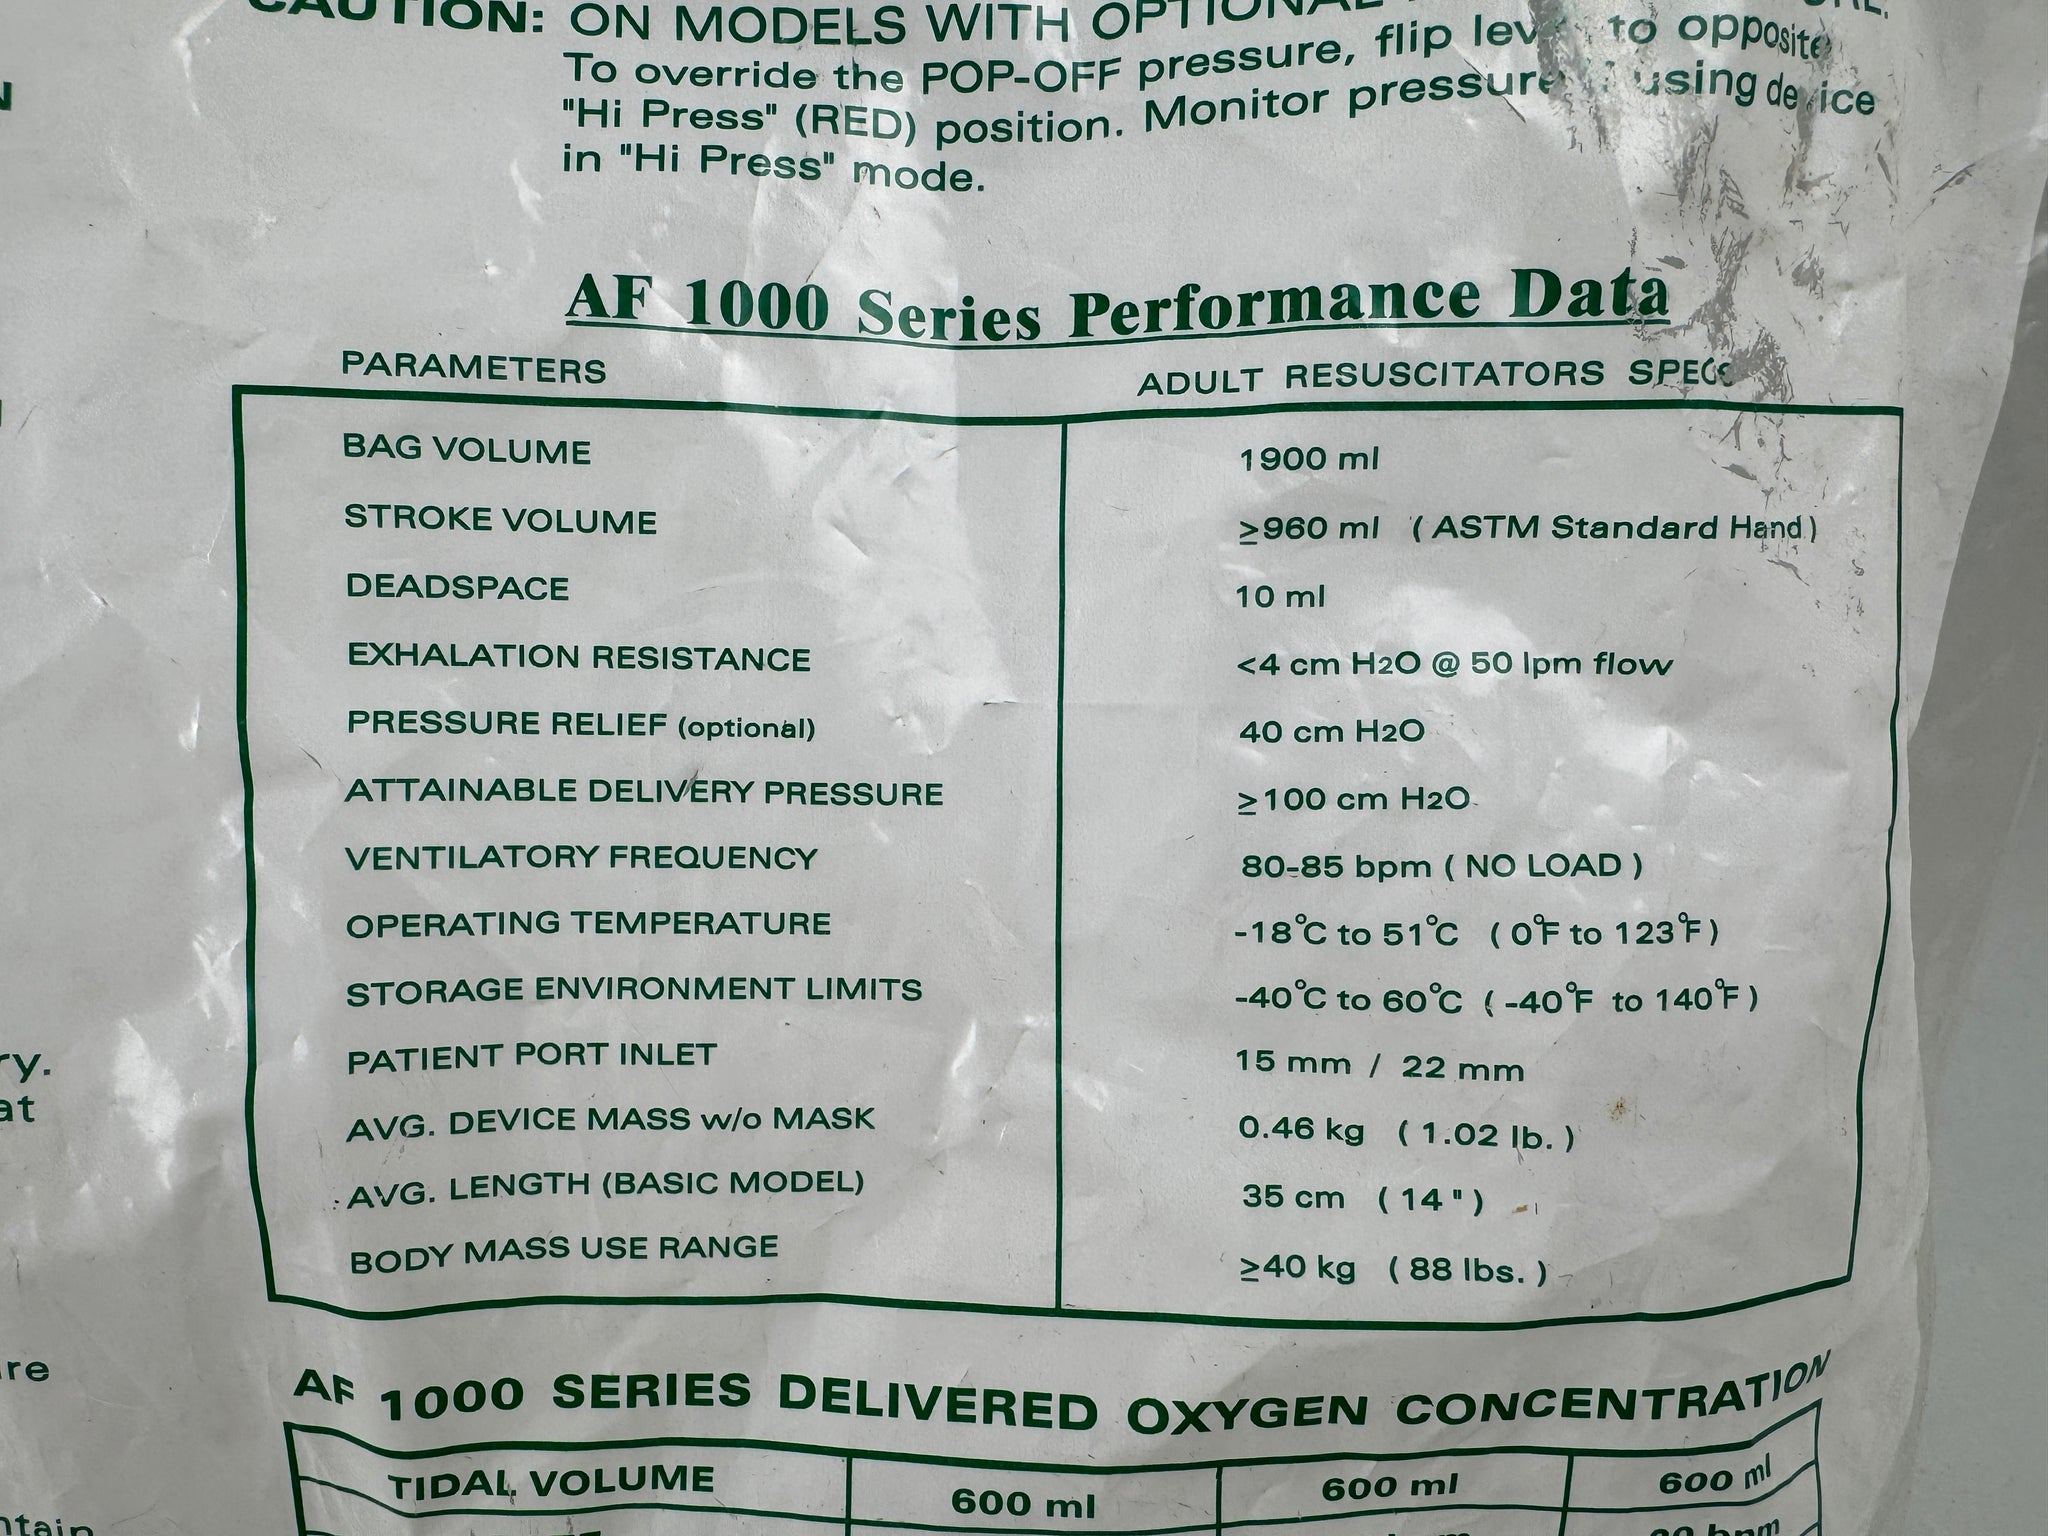 CAUTION: ON MODELS WITH OPTIONAL
To override the POP-OFF pressure, flip lever to opposite
"Hi Press" (RED) position. Monitor pressure if using device
in "Hi Press" mode.
AF 1000 Series Performance Data
PARAMETERS ADULT RESUSCITATORS SPECS
BAG VOLUME 1900 ml
STROKE VOLUME ≥960 ml ( ASTM Standard Hand )
DEADSPACE 10 ml
EXHALATION RESISTANCE <4 cm H2O @ 50 lpm flow
PRESSURE RELIEF (optional) 40 cm H2O
ATTAINABLE DELIVERY PRESSURE ≥100 cm H2O
VENTILATORY FREQUENCY 80-85 bpm ( NO LOAD )
OPERATING TEMPERATURE -18°C to 51°C ( 0°F to 123°F )
STORAGE ENVIRONMENT LIMITS -40°C to 60°C ( -40°F to 140°F )
PATIENT PORT INLET 15 mm / 22 mm
AVG. DEVICE MASS w/o MASK 0.46 kg ( 1.02 lb. )
AVG. LENGTH (BASIC MODEL) 35 cm ( 14 " )
BODY MASS USE RANGE ≥40 kg ( 88 lbs. )
AF 1000 SERIES DELIVERED OXYGEN CONCENTRATION
TIDAL VOLUME 600 ml 600 ml 600 ml